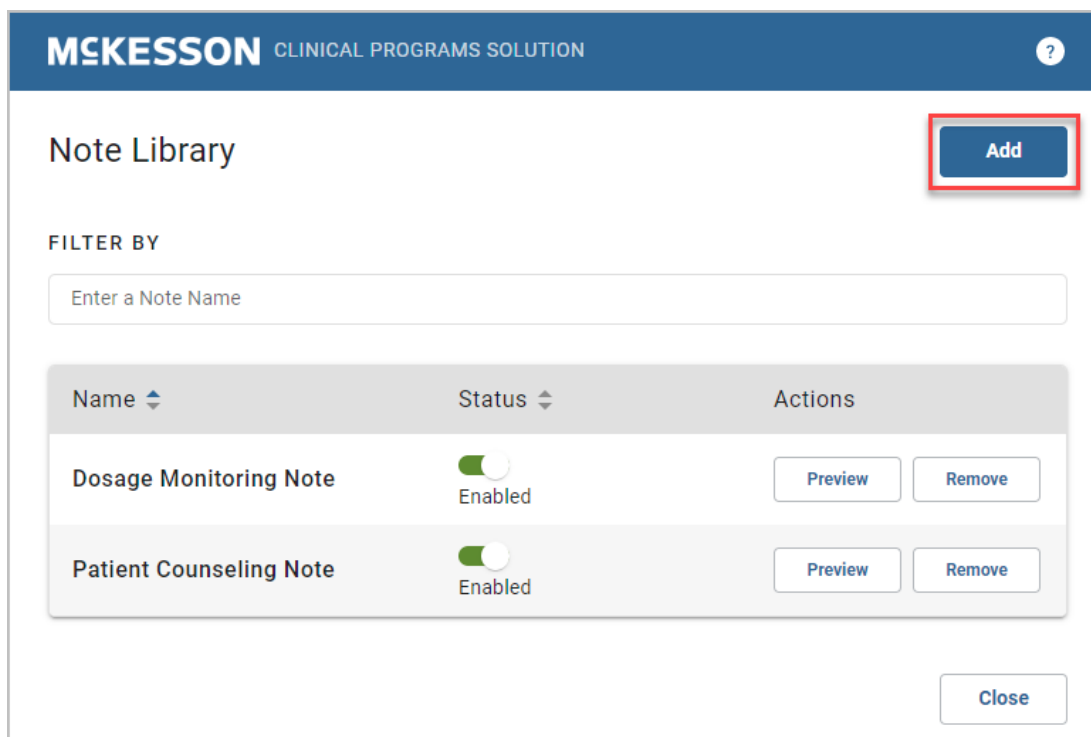 MCKESSON CLINICAL PROGRAMS SOLUTION ?
Note Library
Add
FILTER BY
Enter a Note Name
Name Status Actions
Dosage Monitoring Note Enabled Preview Remove
Patient Counseling Note Enabled Preview Remove
Close